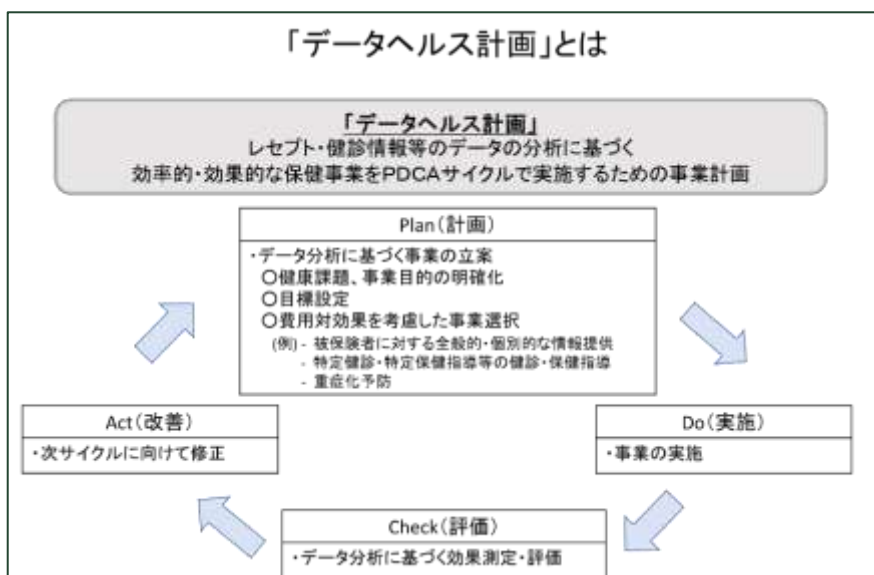 「データヘルス計画」とは
「データヘルス計画」
レセプト・健診情報等のデータの分析に基づく
効率的・効果的な保健事業をPDCAサイクルで実施するための事業計画
Plan(計画)
・データ分析に基づく事業の立案
○健康課題、事業目的の明確化
○目標設定
○費用対効果を考慮した事業選択
(例) - 被保険者に対する全般的・個別的な情報提供
- 特定健診・特定保健指導等の健診・保健指導
- 重症化予防
Act(改善)
・次サイクルに向けて修正
Do(実施)
・事業の実施
Check(評価)
・データ分析に基づく効果測定・評価